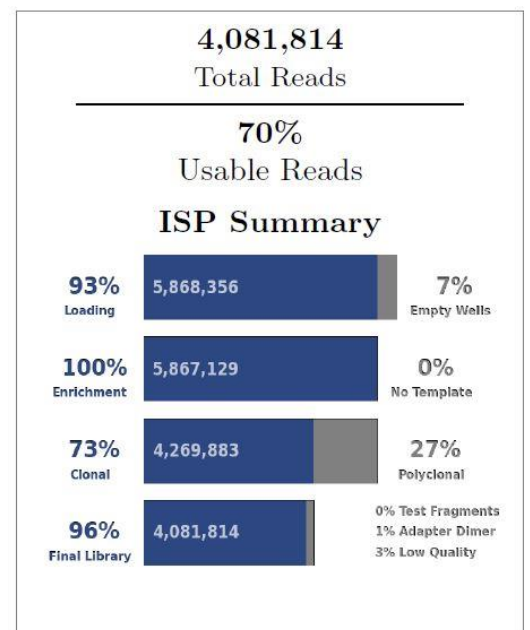 4,081,814
Total Reads
70%
Usable Reads
ISP Summary
93%
Loading
5,868,356
7%
Empty Wells
100%
Enrichment
5,867,129
0%
No Template
73%
Clonal
4,269,883
27%
Polyclonal
96%
Final Library
4,081,814
0% Test Fragments
1% Adapter Dimer
3% Low Quality